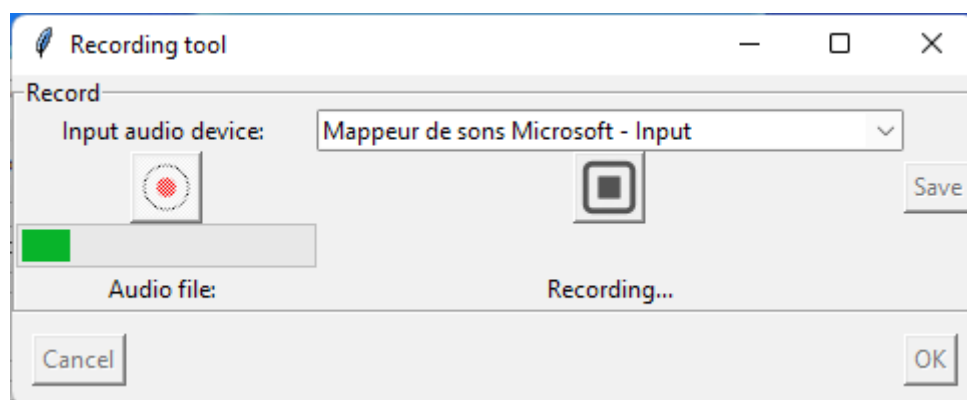 Recording tool
Record
Input audio device: Mappeur de sons Microsoft - Input
Save
Audio file: Recording...
Cancel OK